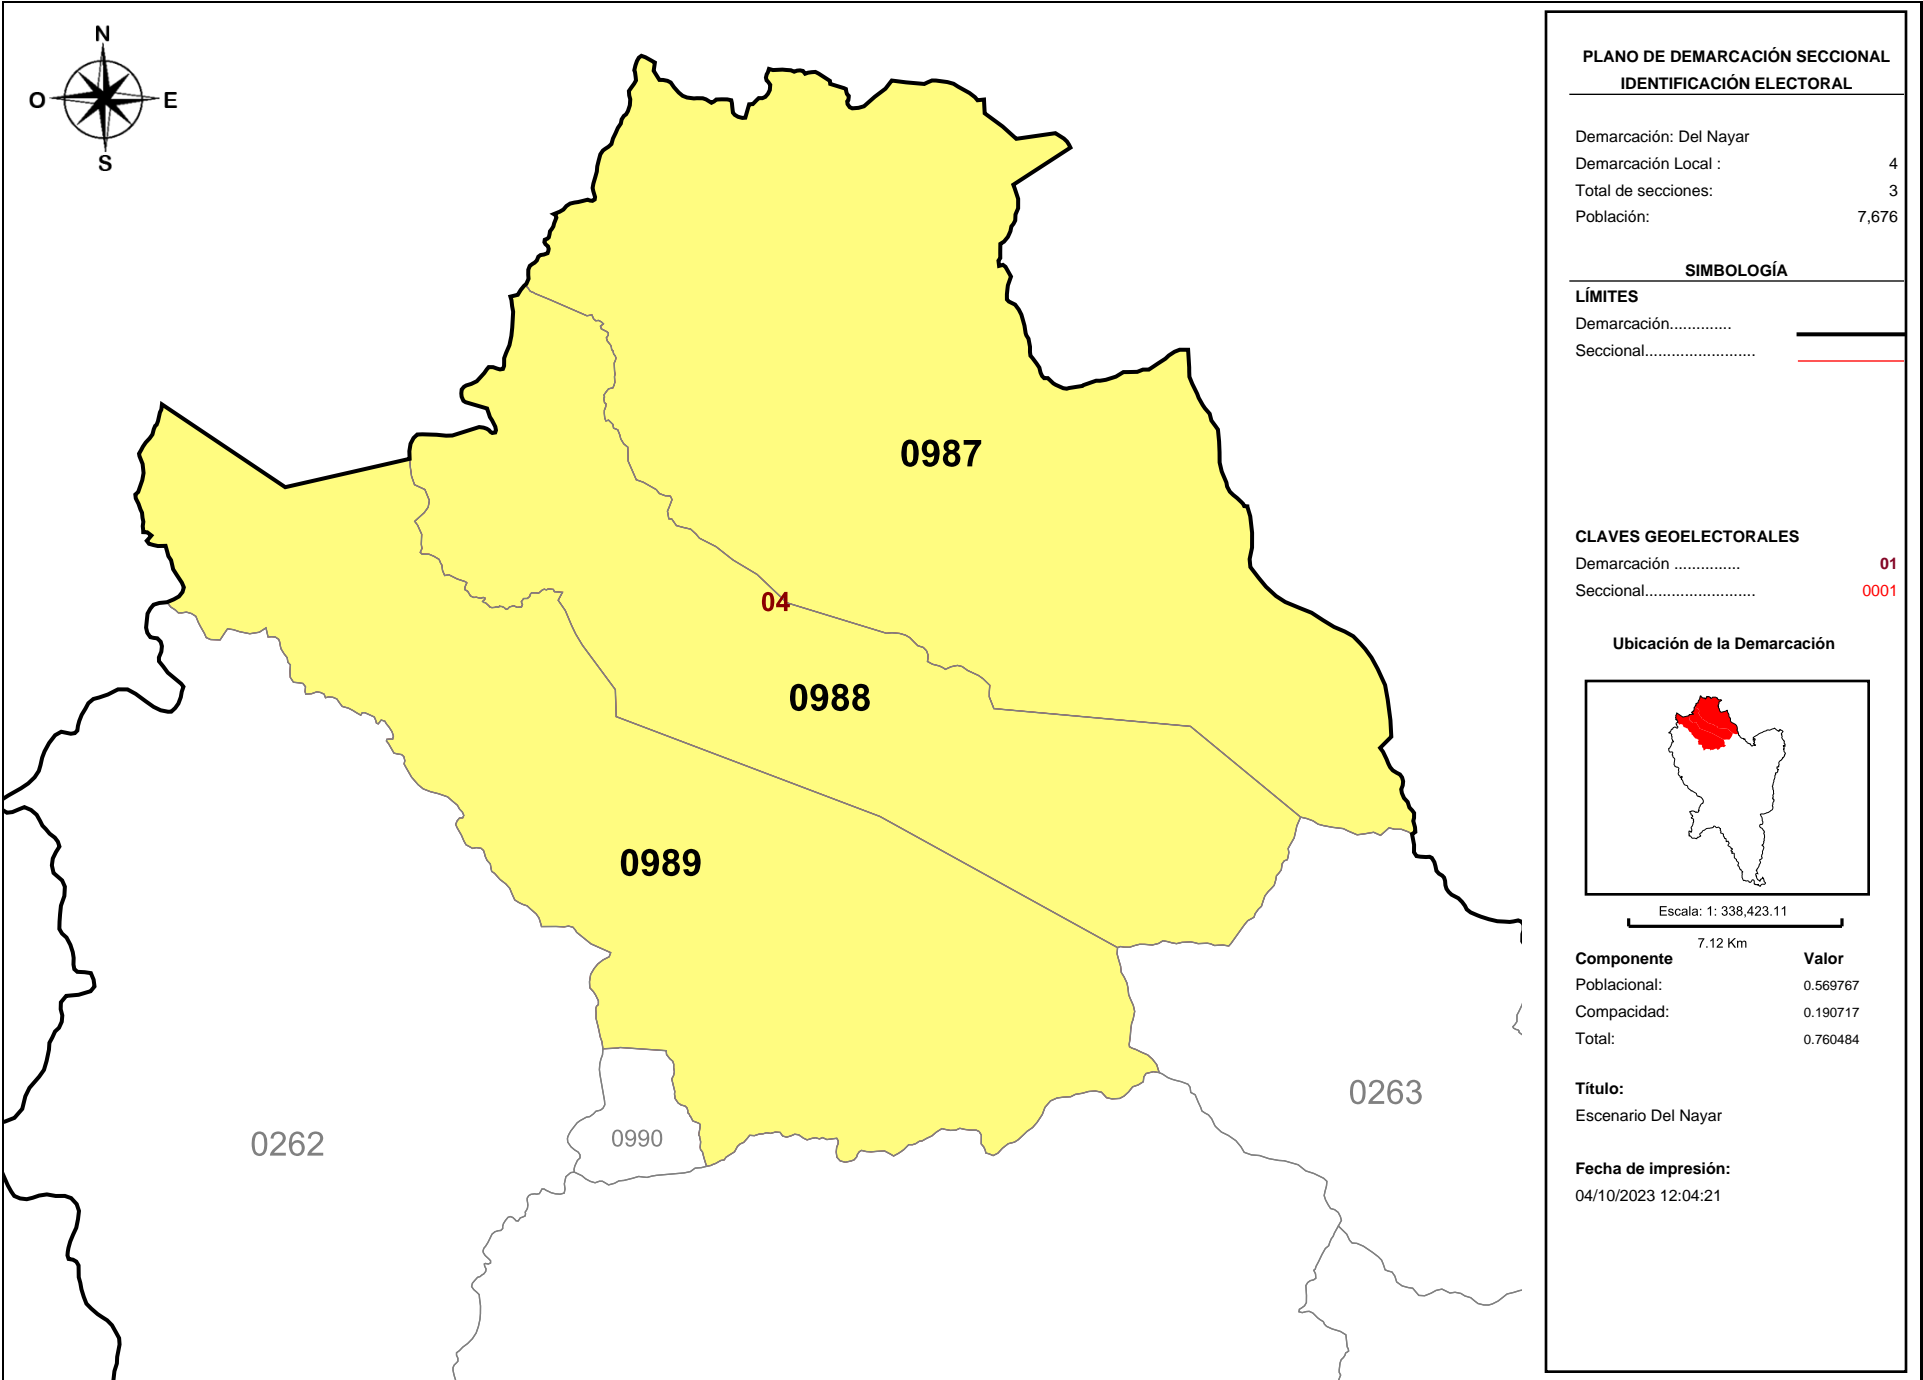 N
O E
S
0987
04
0988
0989
0263
0262
0990
PLANO DE DEMARCACIÓN SECCIONAL
IDENTIFICACIÓN ELECTORAL
Demarcación: Del Nayar
Demarcación Local : 4
Total de secciones: 3
Población: 7,676
SIMBOLOGÍA
LÍMITES
Demarcación..............
Seccional.........................
CLAVES GEOELECTORALES
Demarcación ............... 01
Seccional......................... 0001
Ubicación de la Demarcación
Escala: 1: 338,423.11
7.12 Km
Componente Valor
Poblacional: 0.569767
Compacidad: 0.190717
Total: 0.760484
Título:
Escenario Del Nayar
Fecha de impresión:
04/10/2023 12:04:21